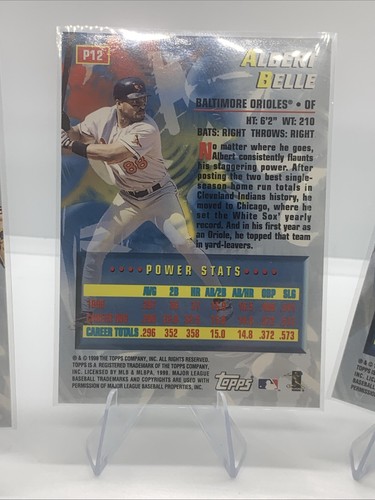 P12
ALBERT
BELLE
BALTIMORE ORIOLES® • OF
HT: 6'2" WT: 210
BATS: RIGHT THROWS: RIGHT
No matter where he goes,
Albert consistently flaunts
his staggering power. After
posting the two best single-
season home run totals in
Cleveland Indians history, he
moved to Chicago, where he
set the White Sox' yearly
record. And in his first year as
an Oriole, he topped that team
in yard-leavers.
88
POWER STATS
AVG 2B HR AB/2B AB/HR OBP SLG
CAREER TOTALS .296 352 358 15.0 14.8 .372 .573
® & © 1999 THE TOPPS COMPANY, INC. ALL RIGHTS RESERVED.
TOPPS IS A REGISTERED TRADEMARK OF THE TOPPS COMPANY,
INC. LICENSED BY MLB & MLBPA, 1999. MAJOR LEAGUE
BASEBALL TRADEMARKS AND COPYRIGHTS ARE USED WITH
PERMISSION OF MAJOR LEAGUE BASEBALL PROPERTIES, INC.
TOPPS